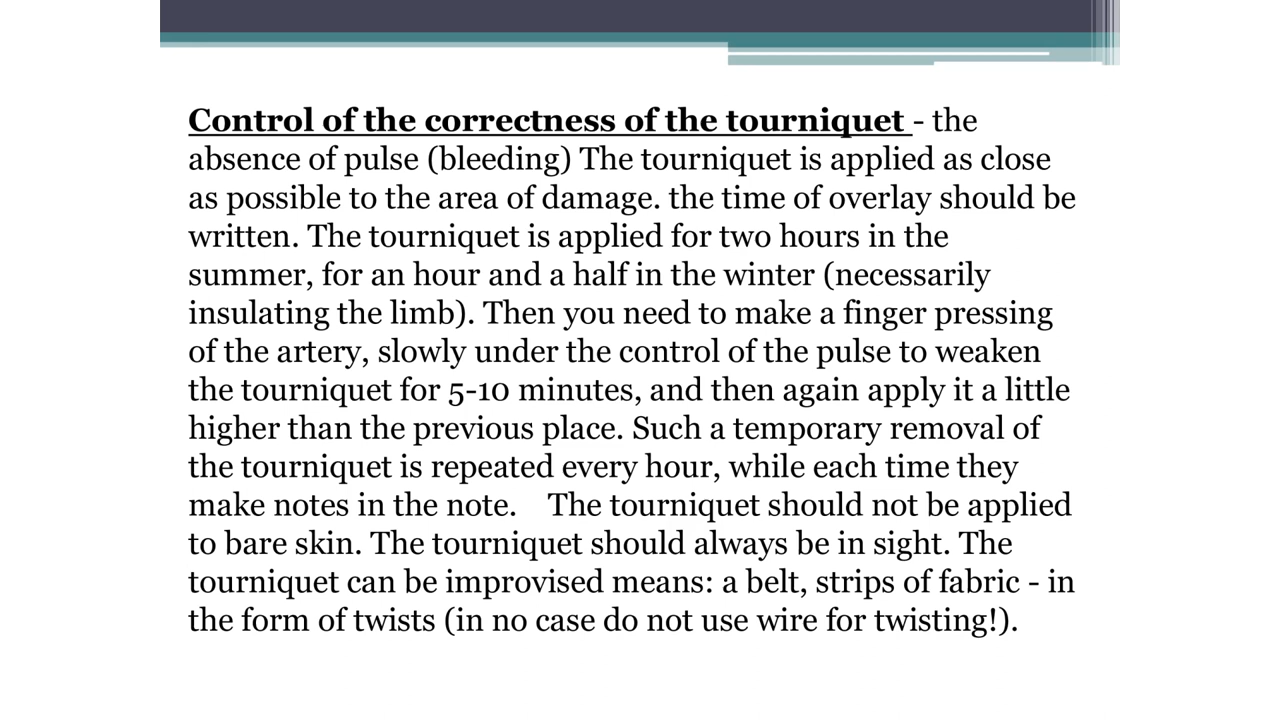 Control of the correctness of the tourniquet - the
absence of pulse (bleeding) The tourniquet is applied as close
as possible to the area of damage. the time of overlay should be
written. The tourniquet is applied for two hours in the
summer, for an hour and a half in the winter (necessarily
insulating the limb). Then you need to make a finger pressing
of the artery, slowly under the control of the pulse to weaken
the tourniquet for 5-10 minutes, and then again apply it a little
higher than the previous place. Such a temporary removal of
the tourniquet is repeated every hour, while each time they
make notes in the note.    The tourniquet should not be applied
to bare skin. The tourniquet should always be in sight. The
tourniquet can be improvised means: a belt, strips of fabric - in
the form of twists (in no case do not use wire for twisting!).